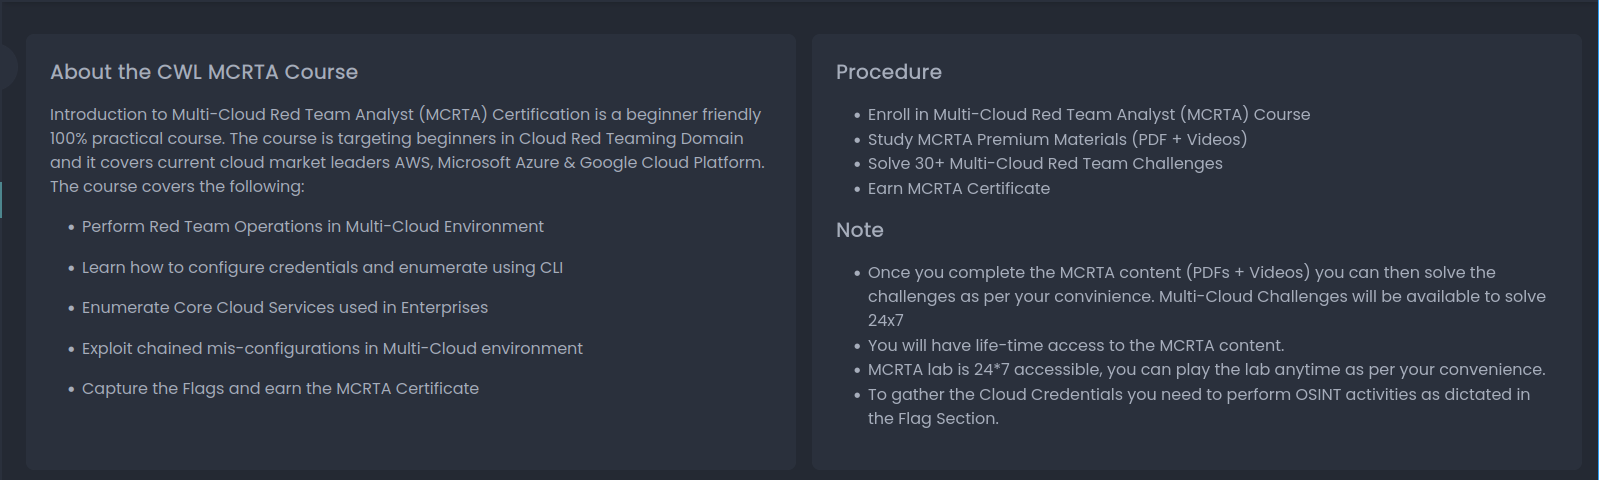 About the CWL MCRTA Course
Introduction to Multi-Cloud Red Team Analyst (MCRTA) Certification is a beginner friendly
100% practical course. The course is targeting beginners in Cloud Red Teaming Domain
and it covers current cloud market leaders AWS, Microsoft Azure & Google Cloud Platform.
The course covers the following:
• Perform Red Team Operations in Multi-Cloud Environment
• Learn how to configure credentials and enumerate using CLI
• Enumerate Core Cloud Services used in Enterprises
• Exploit chained mis-configurations in Multi-Cloud environment
• Capture the Flags and earn the MCRTA Certificate
Procedure
• Enroll in Multi-Cloud Red Team Analyst (MCRTA) Course
• Study MCRTA Premium Materials (PDF + Videos)
• Solve 30+ Multi-Cloud Red Team Challenges
• Earn MCRTA Certificate
Note
• Once you complete the MCRTA content (PDFs + Videos) you can then solve the
challenges as per your convinience. Multi-Cloud Challenges will be available to solve
24x7
• You will have life-time access to the MCRTA content.
• MCRTA lab is 24*7 accessible, you can play the lab anytime as per your convenience.
• To gather the Cloud Credentials you need to perform OSINT activities as dictated in
the Flag Section.